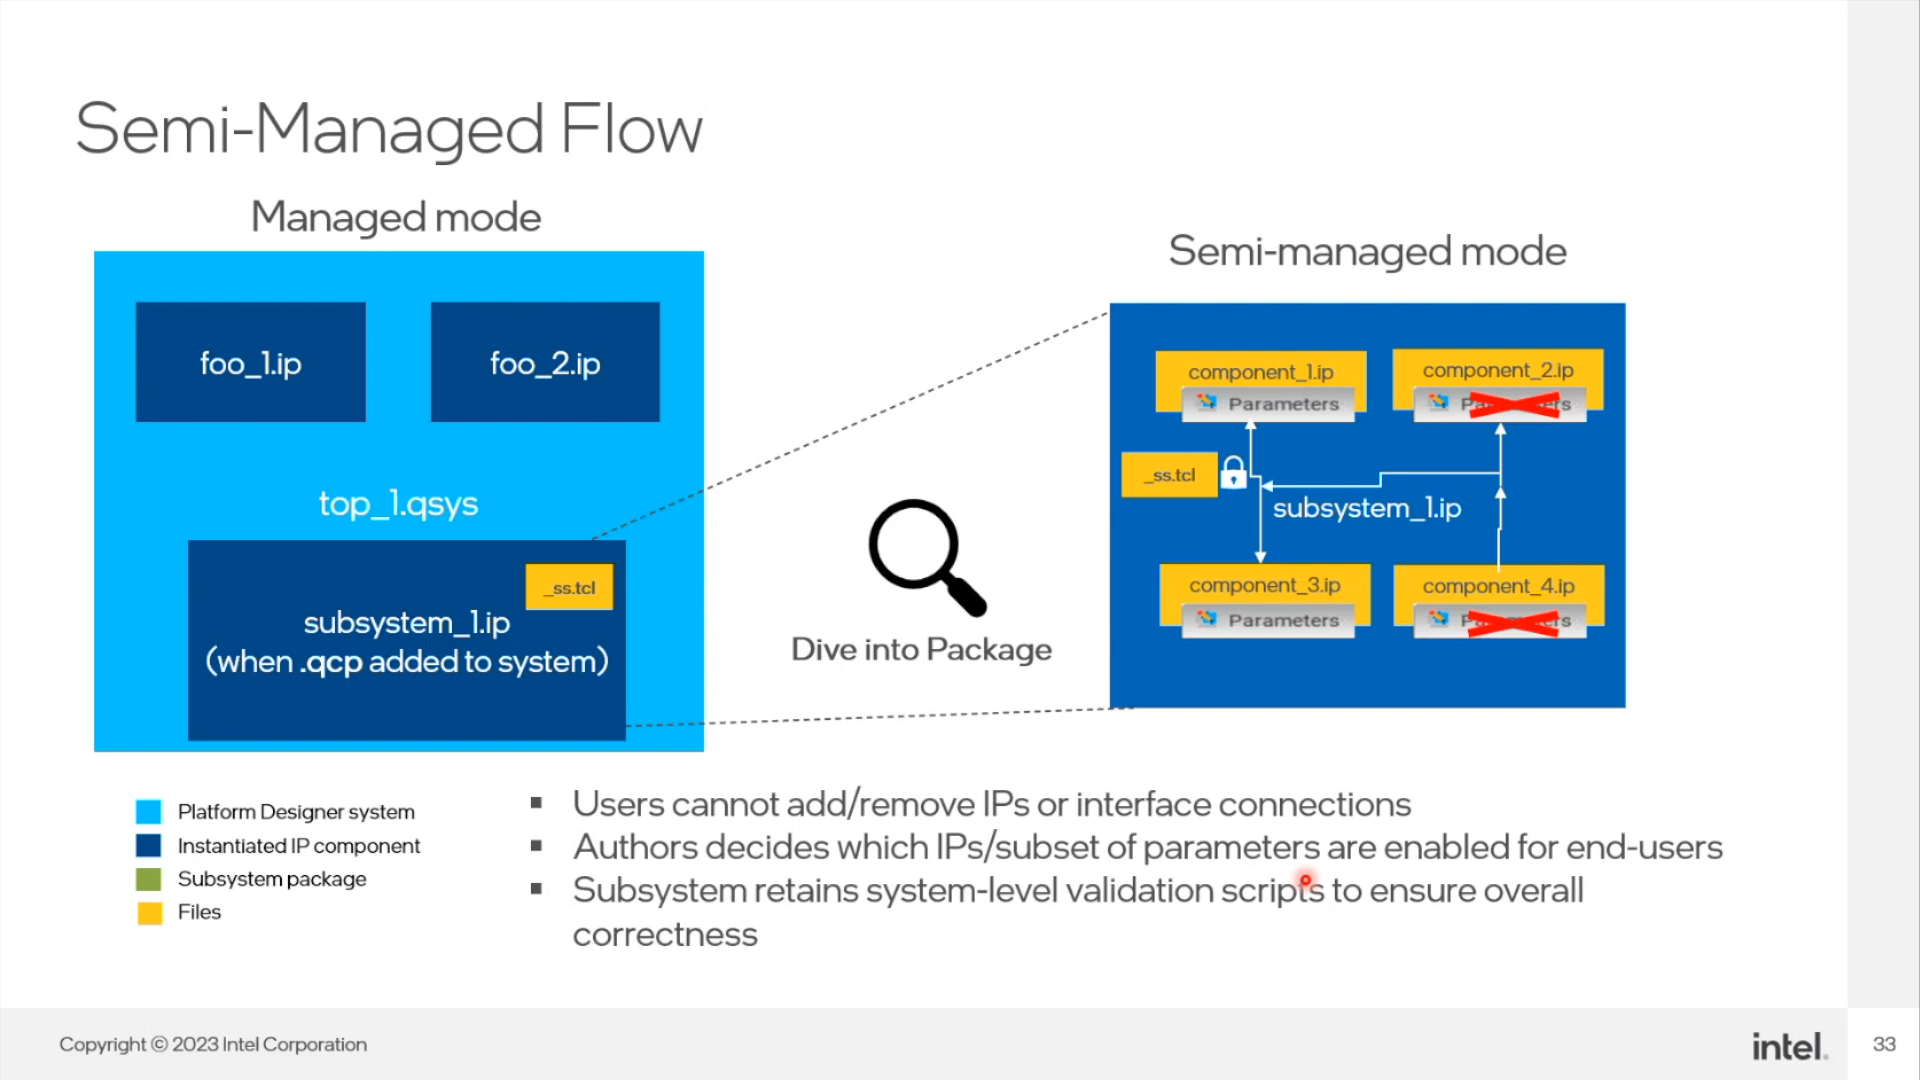 Semi-Managed Flow
Managed mode
Semi-managed mode
foo_1.ip
foo_2.ip
top_1.qsys
_ss.tcl
subsystem_1.ip
(when .qcp added to system)
Dive into Package
component_1.ip
Parameters
component_2.ip
_ss.tcl
subsystem_1.ip
component_3.ip
Parameters
component_4.ip
Platform Designer system
Instantiated IP component
Subsystem package
Files
▪ Users cannot add/remove IPs or interface connections
▪ Authors decides which IPs/subset of parameters are enabled for end-users
▪ Subsystem retains system-level validation scripts to ensure overall
correctness
Copyright © 2023 Intel Corporation
intel.
33